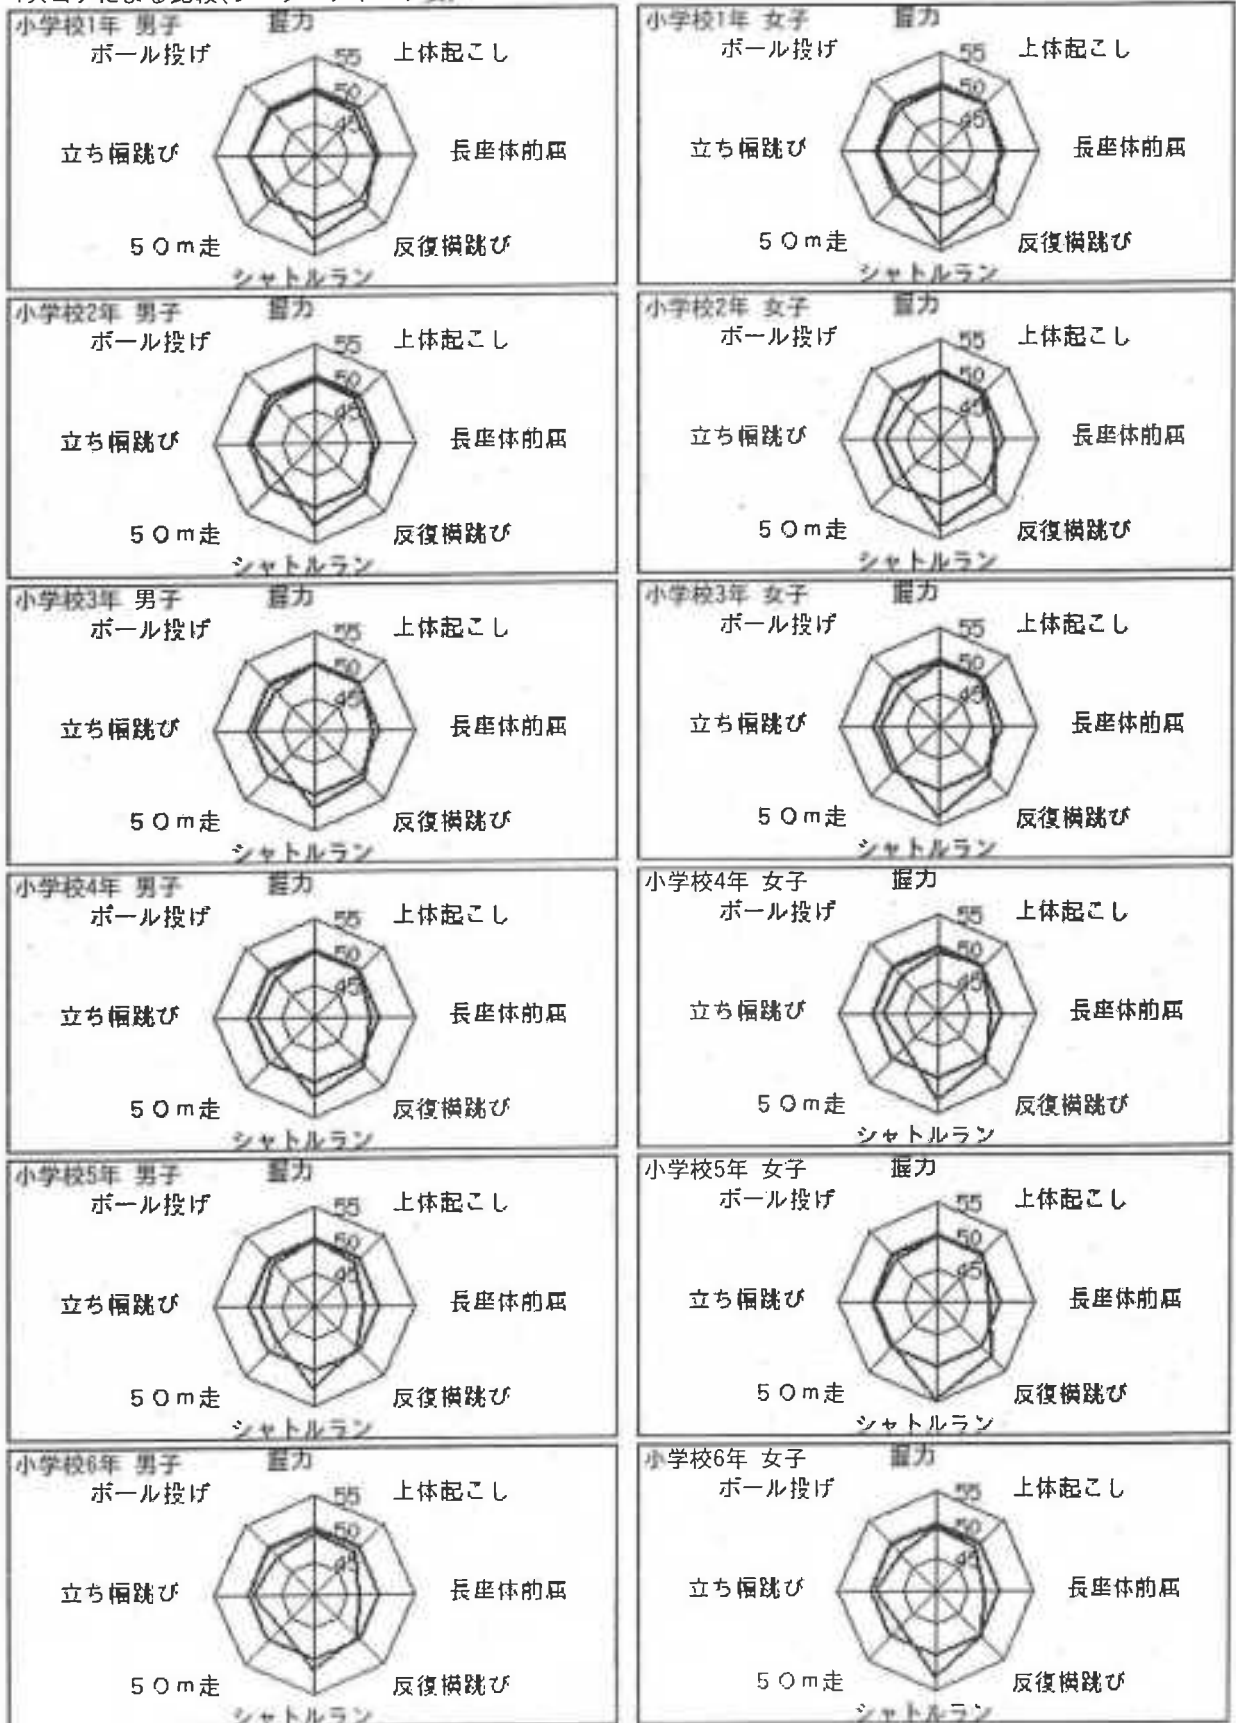 小学校1年 男子 握力
ボール投げ 上体起こし
55
50
45
立ち幅跳び 長座体前屈
50m走 反復横跳び
シャトルラン
小学校1年 女子 握力
ボール投げ 上体起こし
55
50
45
立ち幅跳び 長座体前屈
50m走 反復横跳び
シャトルラン
小学校2年 男子 握力
ボール投げ 上体起こし
55
50
45
立ち幅跳び 長座体前屈
50m走 反復横跳び
シャトルラン
小学校2年 女子 握力
ボール投げ 上体起こし
55
50
45
立ち幅跳び 長座体前屈
50m走 反復横跳び
シャトルラン
小学校3年 男子 握力
ボール投げ 上体起こし
55
50
45
立ち幅跳び 長座体前屈
50m走 反復横跳び
シャトルラン
小学校3年 女子 握力
ボール投げ 上体起こし
55
50
45
立ち幅跳び 長座体前屈
50m走 反復横跳び
シャトルラン
小学校4年 男子 握力
ボール投げ 上体起こし
55
50
45
立ち幅跳び 長座体前屈
50m走 反復横跳び
シャトルラン
小学校4年 女子 握力
ボール投げ 上体起こし
55
50
45
立ち幅跳び 長座体前屈
50m走 反復横跳び
シャトルラン
小学校5年 男子 握力
ボール投げ 上体起こし
55
50
45
立ち幅跳び 長座体前屈
50m走 反復横跳び
シャトルラン
小学校5年 女子 握力
ボール投げ 上体起こし
55
50
45
立ち幅跳び 長座体前屈
50m走 反復横跳び
シャトルラン
小学校6年 男子 握力
ボール投げ 上体起こし
55
50
45
立ち幅跳び 長座体前屈
50m走 反復横跳び
シャトルラン
小学校6年 女子 握力
ボール投げ 上体起こし
55
50
45
立ち幅跳び 長座体前屈
50m走 反復横跳び
シャトルラン